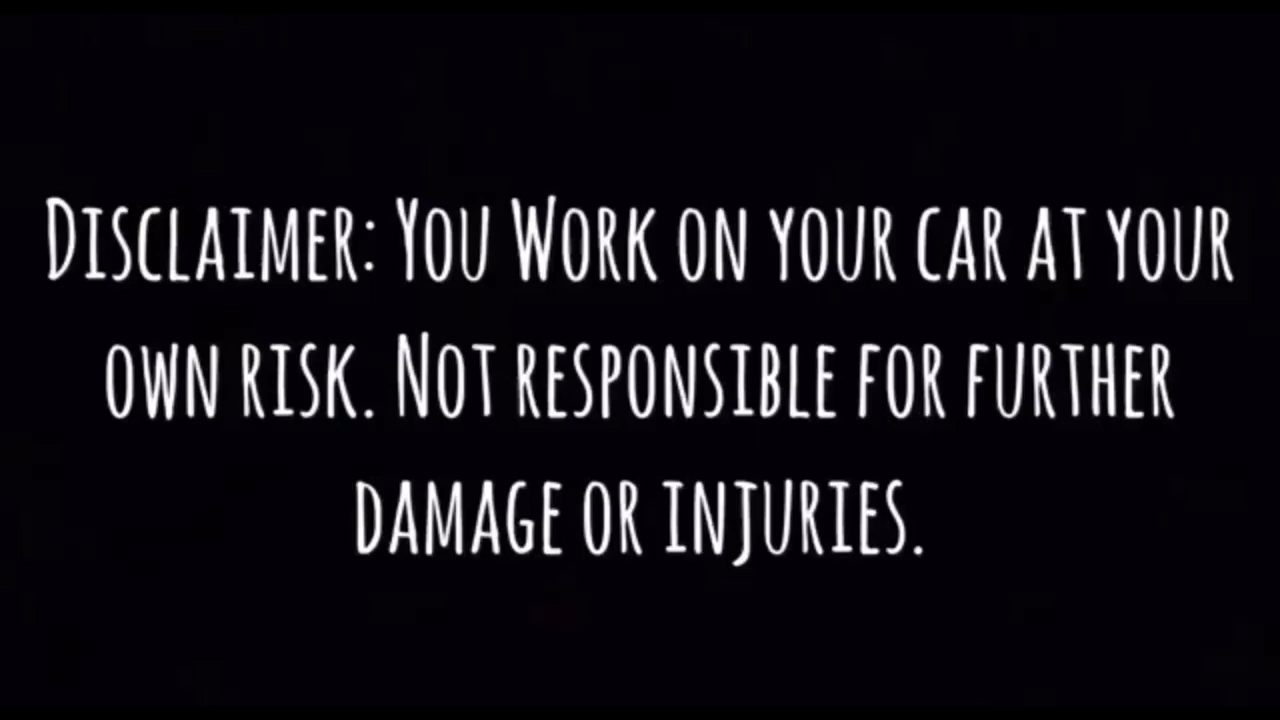 Disclaimer: You Work on your car at your
own risk. Not responsible for further
damage or injuries.